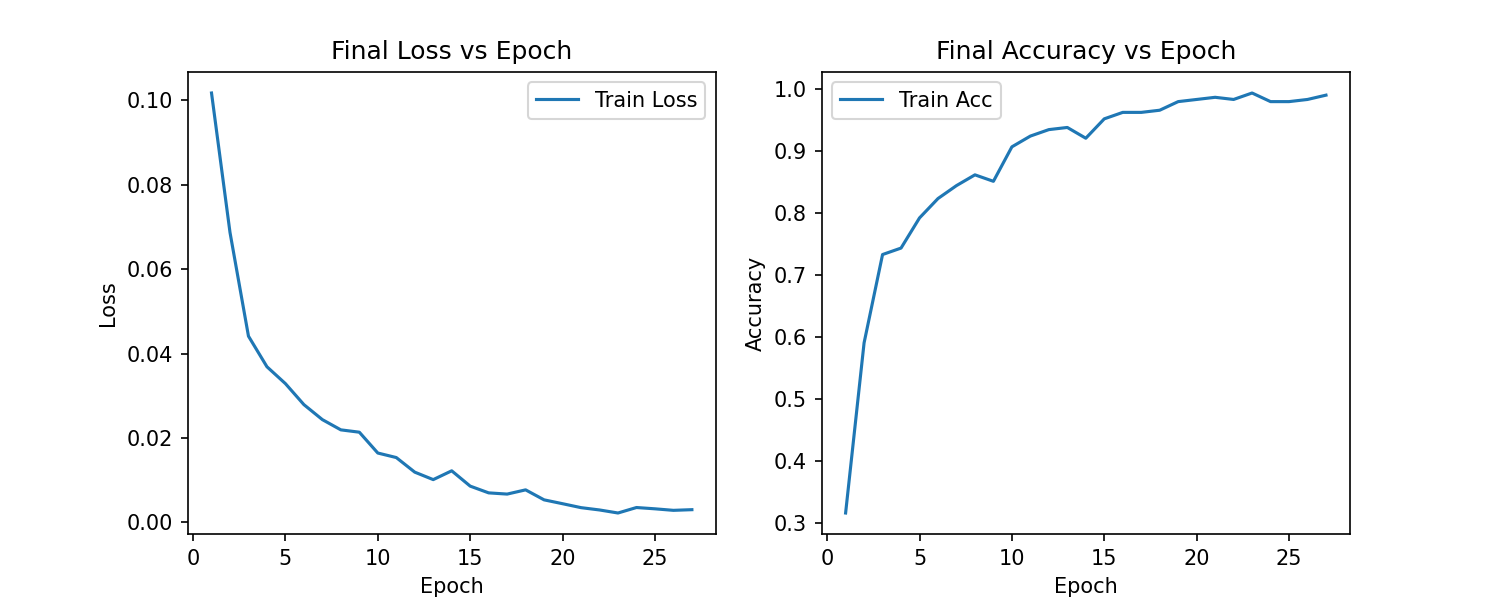 Final Loss vs Epoch
Train Loss
0.10
0.08
0.06
0.04
0.02
0.00
Loss
0 5 10 15 20 25
Epoch
Final Accuracy vs Epoch
Train Acc
1.0
0.9
0.8
0.7
0.6
0.5
0.4
0.3
Accuracy
0 5 10 15 20 25
Epoch